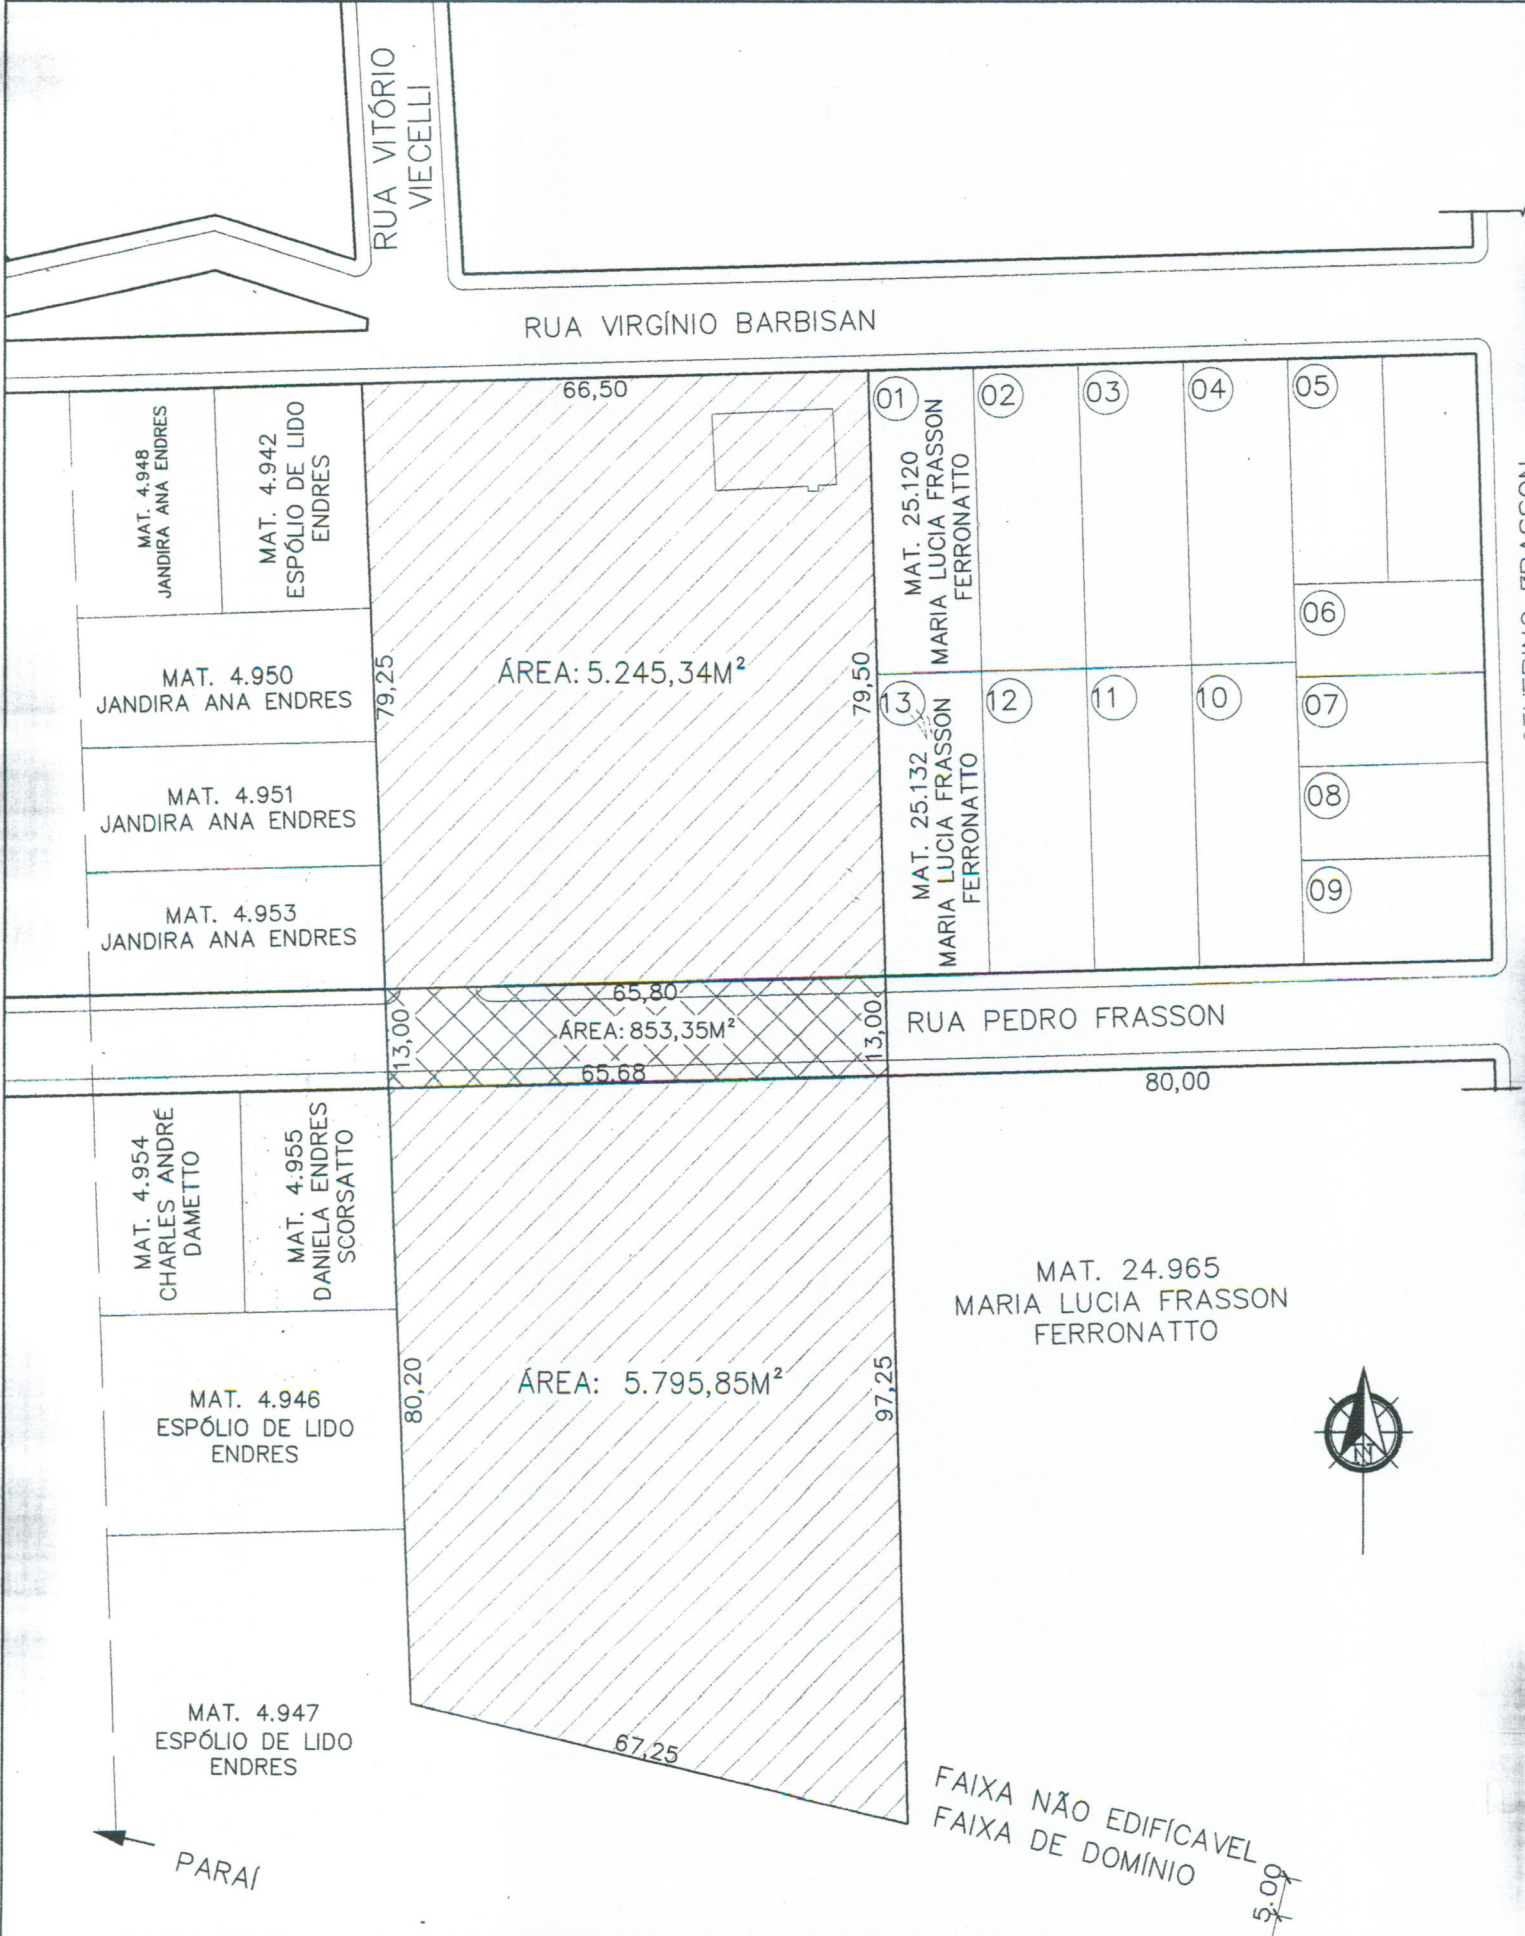 RUA VITÓRIO
VIECELLI
RUA VIRGÍNIO BARBISAN
66,50
MAT. 4.948
JANDIRA ANA ENDRES
MAT. 4.942
ESPÓLIO DE LIDO
ENDRES
01
02
03
04
05
MAT. 25.120
MARIA LUCIA FRASSON
FERRONATTO
06
MAT. 4.950
JANDIRA ANA ENDRES
79,25
ÁREA: 5.245,34M²
79,50
13
12
11
10
07
MAT. 25.132
MARIA LUCIA FRASSON
FERRONATTO
MAT. 4.951
JANDIRA ANA ENDRES
08
09
MAT. 4.953
JANDIRA ANA ENDRES
65,80
13,00
ÁREA: 853,35M²
13,00
RUA PEDRO FRASSON
65,68
80,00
MAT. 4.954
CHARLES ANDRÉ
DAMETTO
MAT. 4.955
DANIELA ENDRES
SCORSATTO
MAT. 24.965
MARIA LUCIA FRASSON
FERRONATTO
80,20
ÁREA: 5.795,85M²
97,25
MAT. 4.946
ESPÓLIO DE LIDO
ENDRES
N
MAT. 4.947
ESPÓLIO DE LIDO
ENDRES
67,25
FAIXA NÃO EDIFÍCAVEL
FAIXA DE DOMÍNIO
5.00
PARAÍ